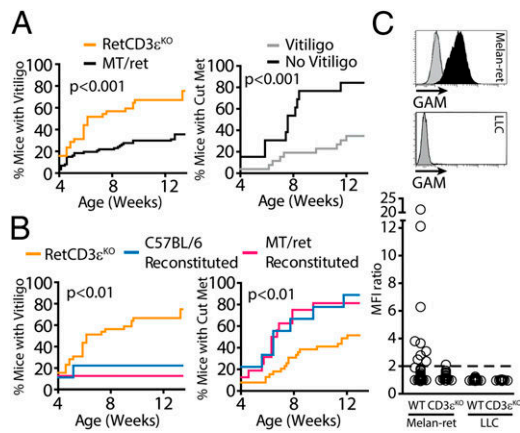 A
RetCD3ε^KO
MT/ret
% Mice with Vitiligo
100
80
60
40
20
0
p<0.001
4 8 12
Age (Weeks)
Vitiligo
No Vitiligo
% Mice with Cut Met
100
80
60
40
20
0
p<0.001
4 8 12
Age (Weeks)
B
RetCD3ε^KO
C57BL/6
Reconstituted
MT/ret
Reconstituted
% Mice with Vitiligo
100
80
60
40
20
0
p<0.01
4 8 12
Age (Weeks)
% Mice with Cut Met
100
80
60
40
20
0
p<0.01
4 8 12
Age (Weeks)
C
Melan-ret
GAM
LLC
GAM
MFI ratio
25
20
12
10
8
6
4
2
0
WT CD3ε^KO WT CD3ε^KO
Melan-ret LLC